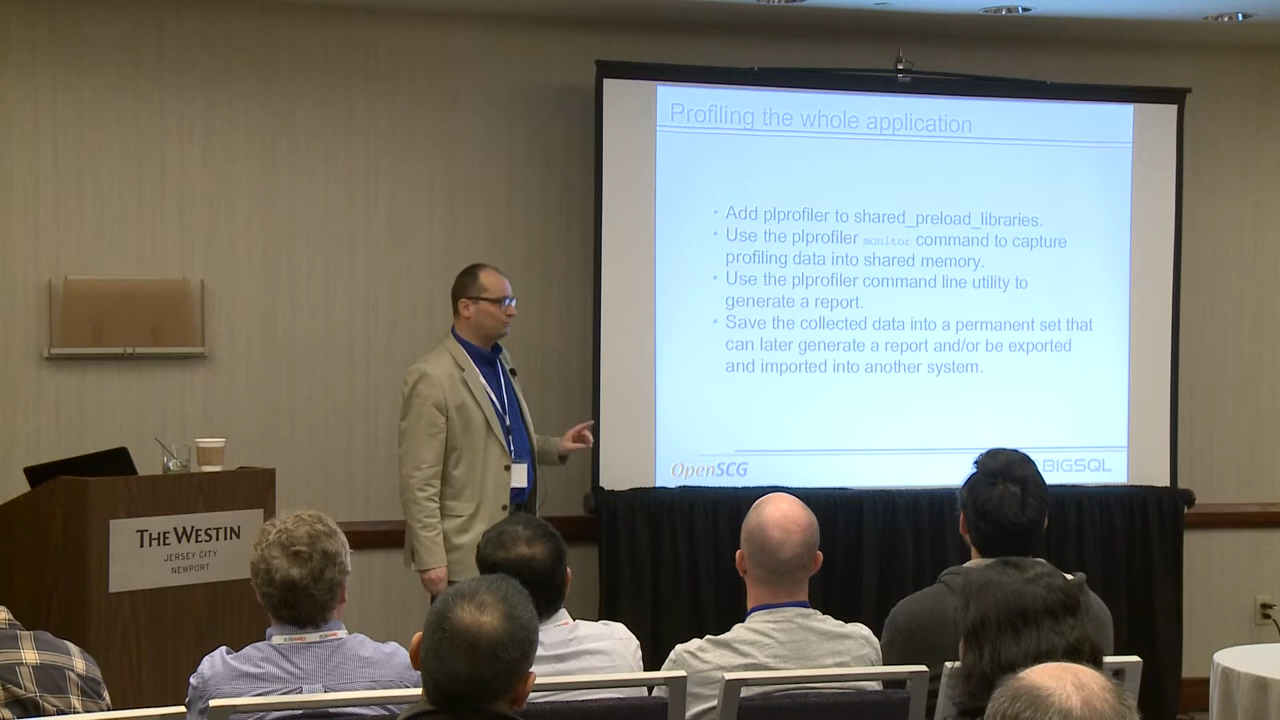 Profiling the whole application
• Add plprofiler to shared_preload_libraries.
• Use the plprofiler monitor command to capture
profiling data into shared memory.
• Use the plprofiler command line utility to
generate a report.
• Save the collected data into a permanent set that
can later generate a report and/or be exported
and imported into another system.
OpenSCG
BIGSQL
THE WESTIN
JERSEY CITY
NEWPORT
OpenSCG